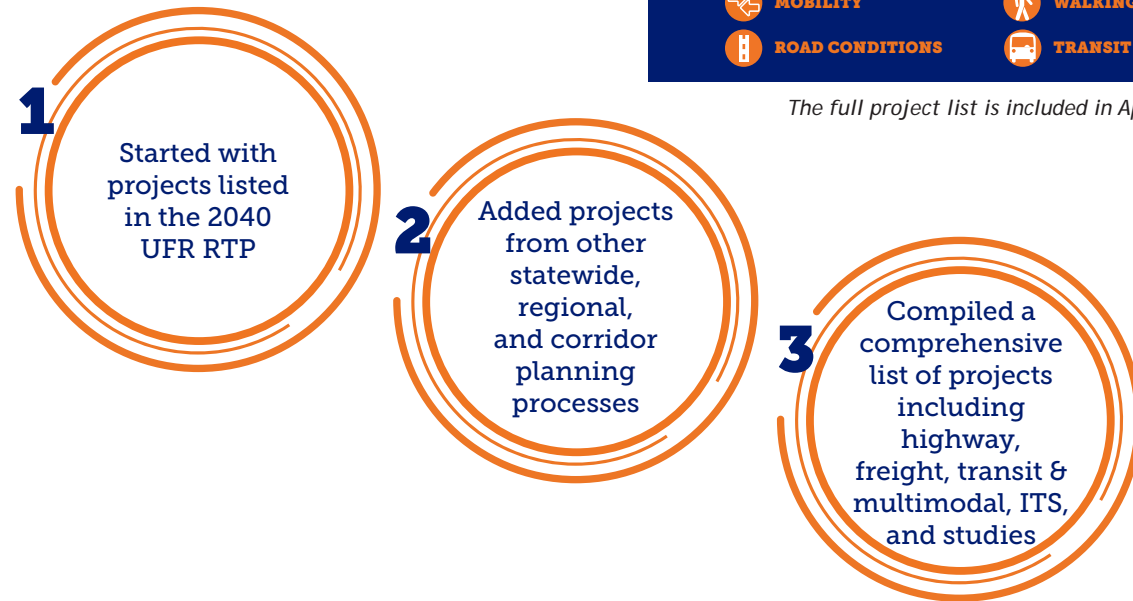 MOBILITY
ROAD CONDITIONS
WALKING
TRANSIT
The full project list is included in
1
Started with
projects listed
in the 2040
UFR RTP
2
Added projects
from other
statewide,
regional,
and corridor
planning
processes
3
Compiled a
comprehensive
list of projects
including
highway,
freight, transit &
multimodal, ITS,
and studies